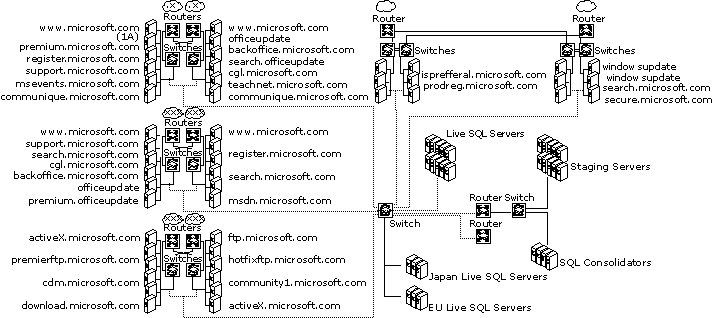 Routers
www.microsoft.com
(1A)
premium.microsoft.com
register.microsoft.com
support.microsoft.com
msevents.microsoft.com
communique.microsoft.com
Switches
www.microsoft.com
officeupdate
backoffice.microsoft.com
search.officeupdate
cgl.microsoft.com
teachnet.microsoft.com
communique.microsoft.com
Router
Switches
isprefferal.microsoft.com
prodreg.microsoft.com
Router
Switches
window supdate
window supdate
search.microsoft.com
secure.microsoft.com
Routers
www.microsoft.com
support.microsoft.com
search.microsoft.com
cgl.microsoft.com
backoffice.microsoft.com
officeupdate
premium.officeupdate
Switches
www.microsoft.com
register.microsoft.com
search.microsoft.com
msdn.microsoft.com
Live SQL Servers
Staging Servers
Router Switch
Router
Switch
SQL Consolidators
Japan Live SQL Servers
EU Live SQL Servers
Routers
activeX.microsoft.com
premierftp.microsoft.com
cdm.microsoft.com
download.microsoft.com
Switches
ftp.microsoft.com
hotfixftp.microsoft.com
community1.microsoft.com
activeX.microsoft.com